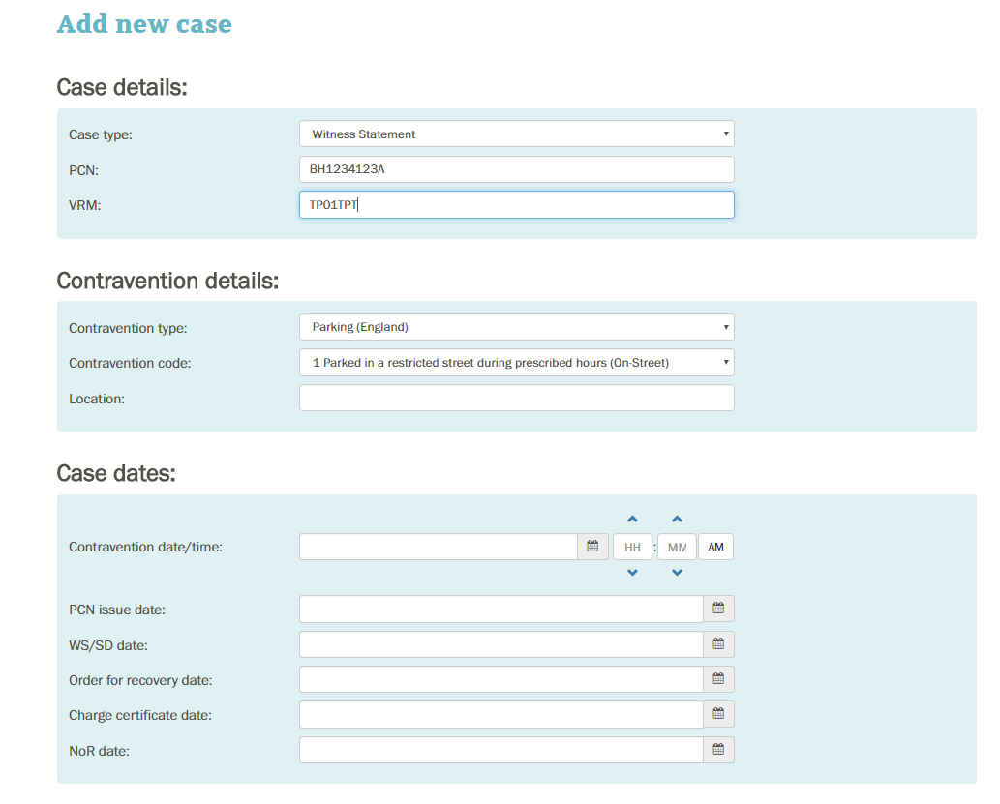 Add new case
Case details:
Case type: Witness Statement
PCN: BH1234123A
VRM: TP01TPT
Contravention details:
Contravention type: Parking (England)
Contravention code: 1 Parked in a restricted street during prescribed hours (On-Street)
Location:
Case dates:
Contravention date/time: HH : MM AM
PCN issue date:
WS/SD date:
Order for recovery date:
Charge certificate date:
NoR date: